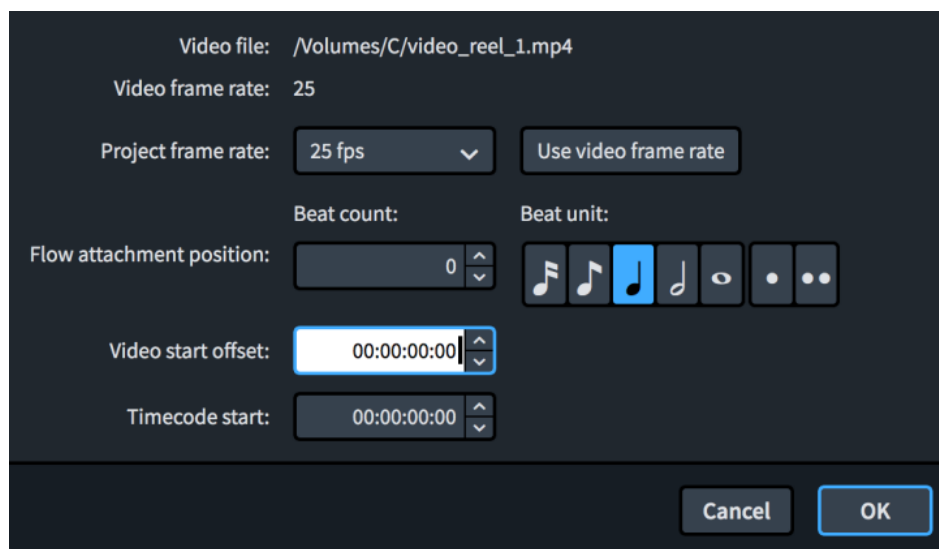 Video file: /Volumes/C/video_reel_1.mp4
Video frame rate: 25
Project frame rate: 25 fps Use video frame rate
Beat count: Beat unit:
Flow attachment position: 0
Video start offset: 00:00:00:00
Timecode start: 00:00:00:00
Cancel OK